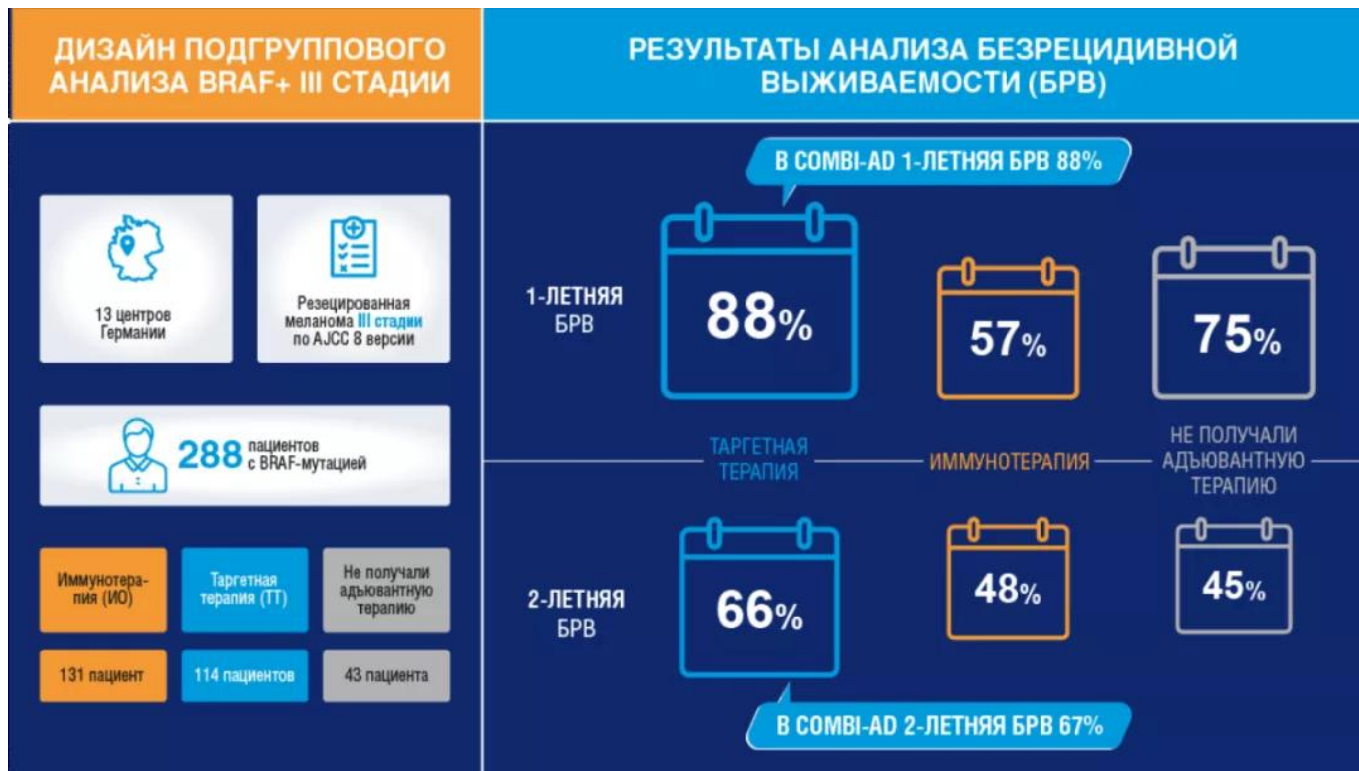 ДИЗАЙН ПОДГРУППОВОГО
АНАЛИЗА BRAF+ III СТАДИИ
13 центров
Германии
Резецированная
меланома III стадии
по AJCC 8 версии
288 пациентов
с BRAF-мутацией
Иммунотера-
пия (ИО)
Таргетная
терапия (ТТ)
Не получали
адъювантную
терапию
131 пациент
114 пациентов
43 пациента
РЕЗУЛЬТАТЫ АНАЛИЗА БЕЗРЕЦИДИВНОЙ
ВЫЖИВАЕМОСТИ (БРВ)
В COMBI-AD 1-ЛЕТНЯЯ БРВ 88%
1-ЛЕТНЯЯ
БРВ
88%
57%
75%
ТАРГЕТНАЯ
ТЕРАПИЯ
ИММУНОТЕРАПИЯ
НЕ ПОЛУЧАЛИ
АДЪЮВАНТНУЮ
ТЕРАПИЮ
2-ЛЕТНЯЯ
БРВ
66%
48%
45%
В COMBI-AD 2-ЛЕТНЯЯ БРВ 67%